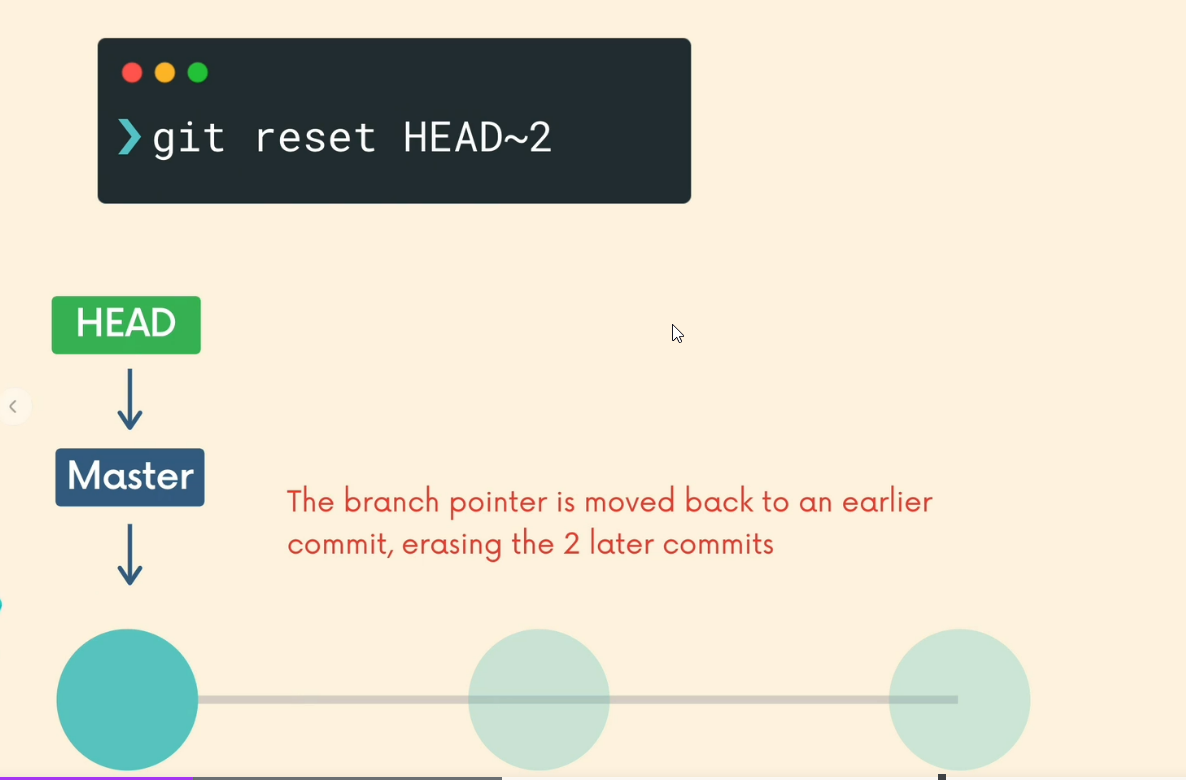 ❯git reset HEAD~2
HEAD
Master
The branch pointer is moved back to an earlier
commit, erasing the 2 later commits